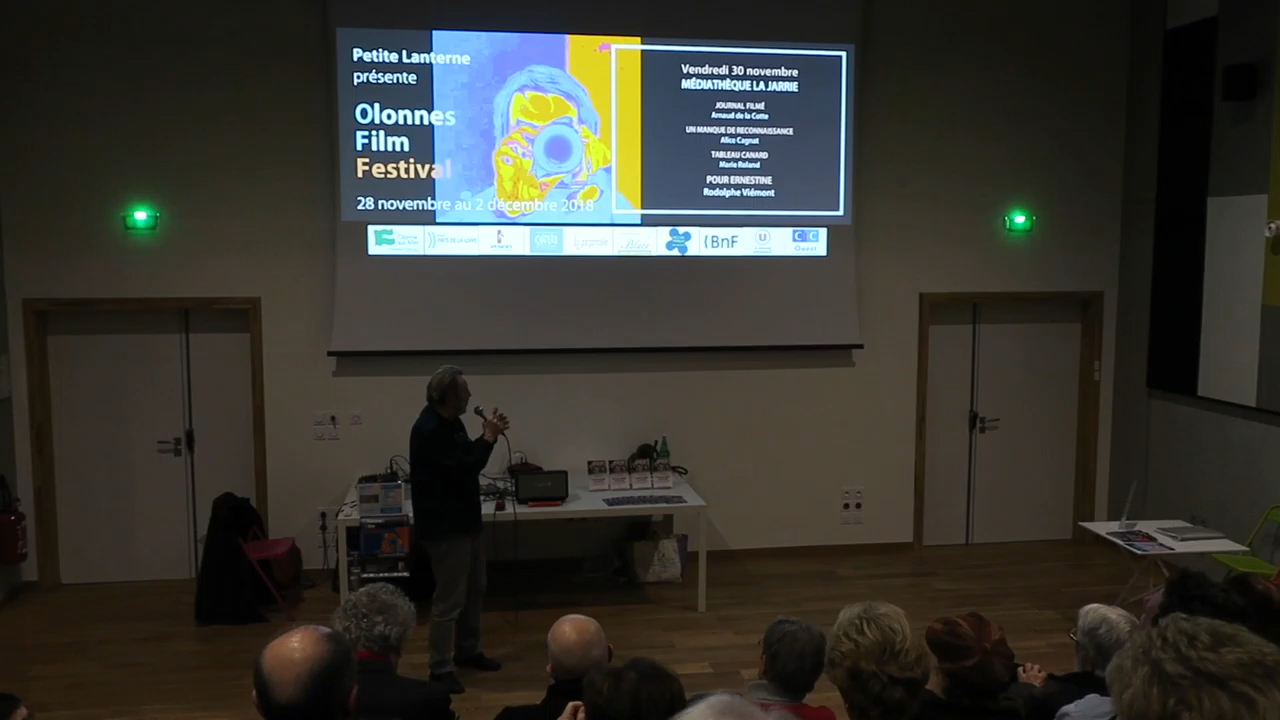 Petite Lanterne
présente
Olonnes
Film
Festival
28 novembre au 2 décembre 2018
Vendredi 30 novembre
MÉDIATHÈQUE LA JARRIE
JOURNAL FILMÉ
Arnaud de la Cotte
UN MANQUE DE RECONNAISSANCE
Alice Cagnat
TABLEAU CANARD
Marie Roland
POUR ERNESTINE
Rodolphe Viémont
BnF
U
CIC
Ouest